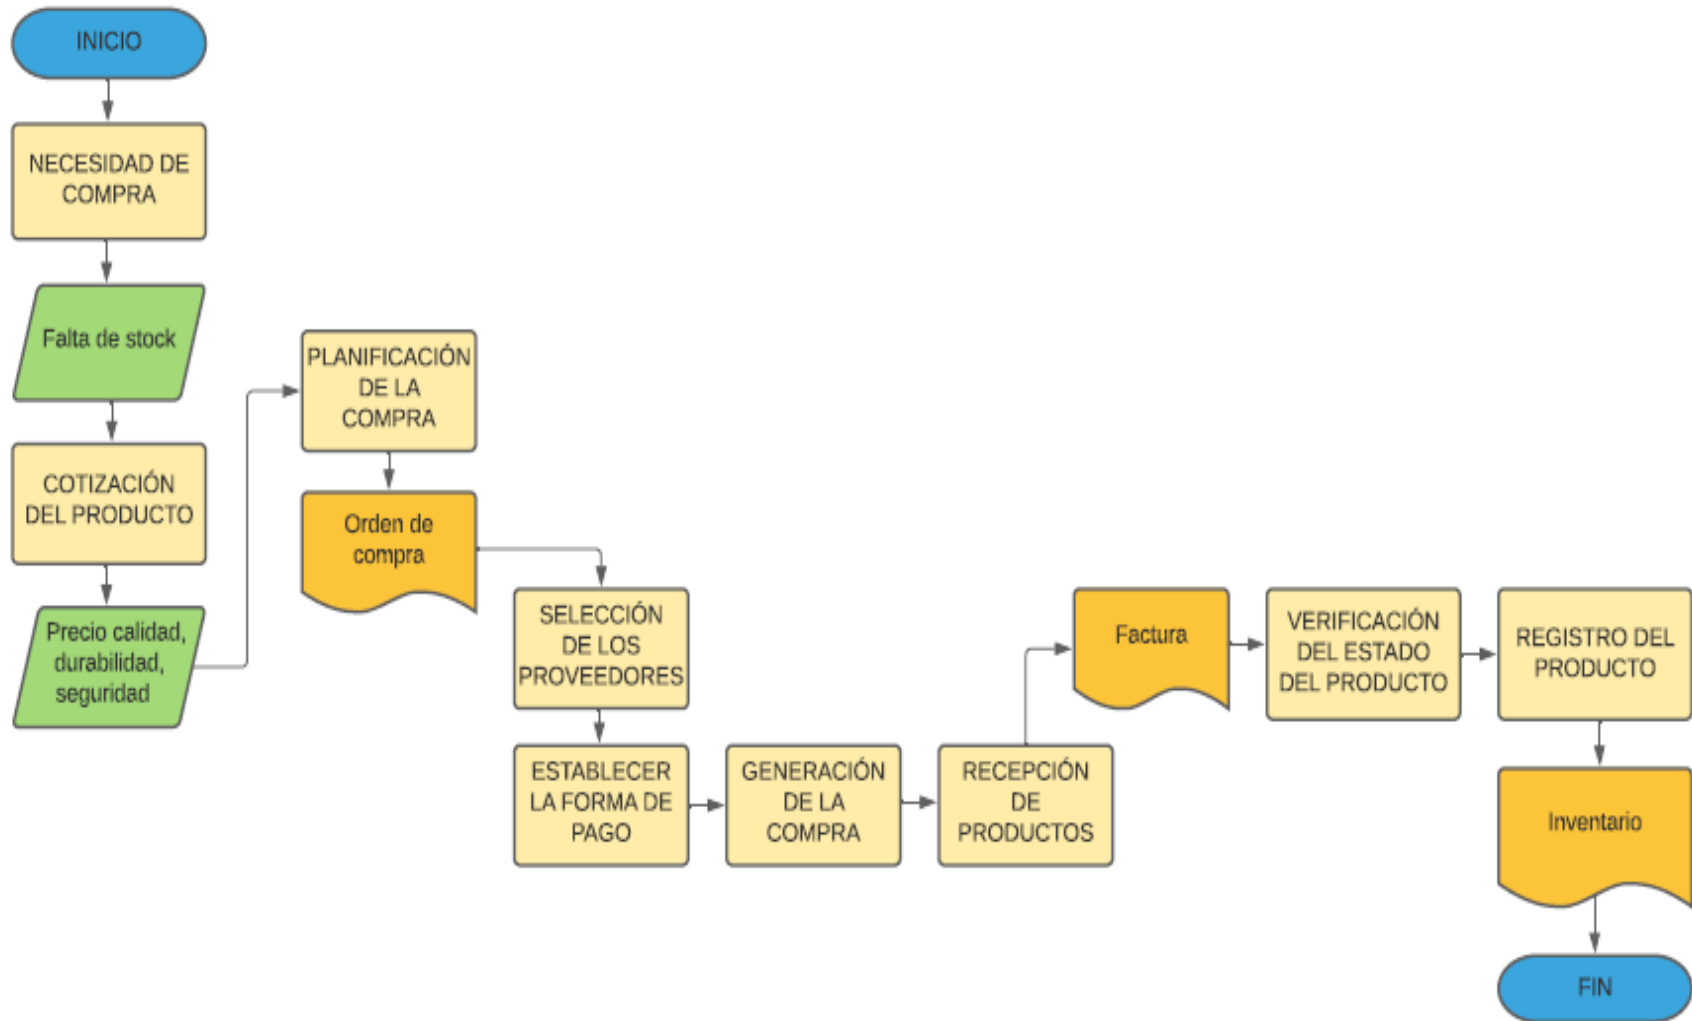 INICIO
NECESIDAD DE
COMPRA
Falta de stock
COTIZACIÓN
DEL PRODUCTO
Precio calidad,
durabilidad,
seguridad
PLANIFICACIÓN
DE LA
COMPRA
Orden de
compra
SELECCIÓN
DE LOS
PROVEEDORES
ESTABLECER
LA FORMA DE
PAGO
GENERACIÓN
DE LA
COMPRA
RECEPCIÓN
DE
PRODUCTOS
Factura
VERIFICACIÓN
DEL ESTADO
DEL PRODUCTO
REGISTRO DEL
PRODUCTO
Inventario
FIN